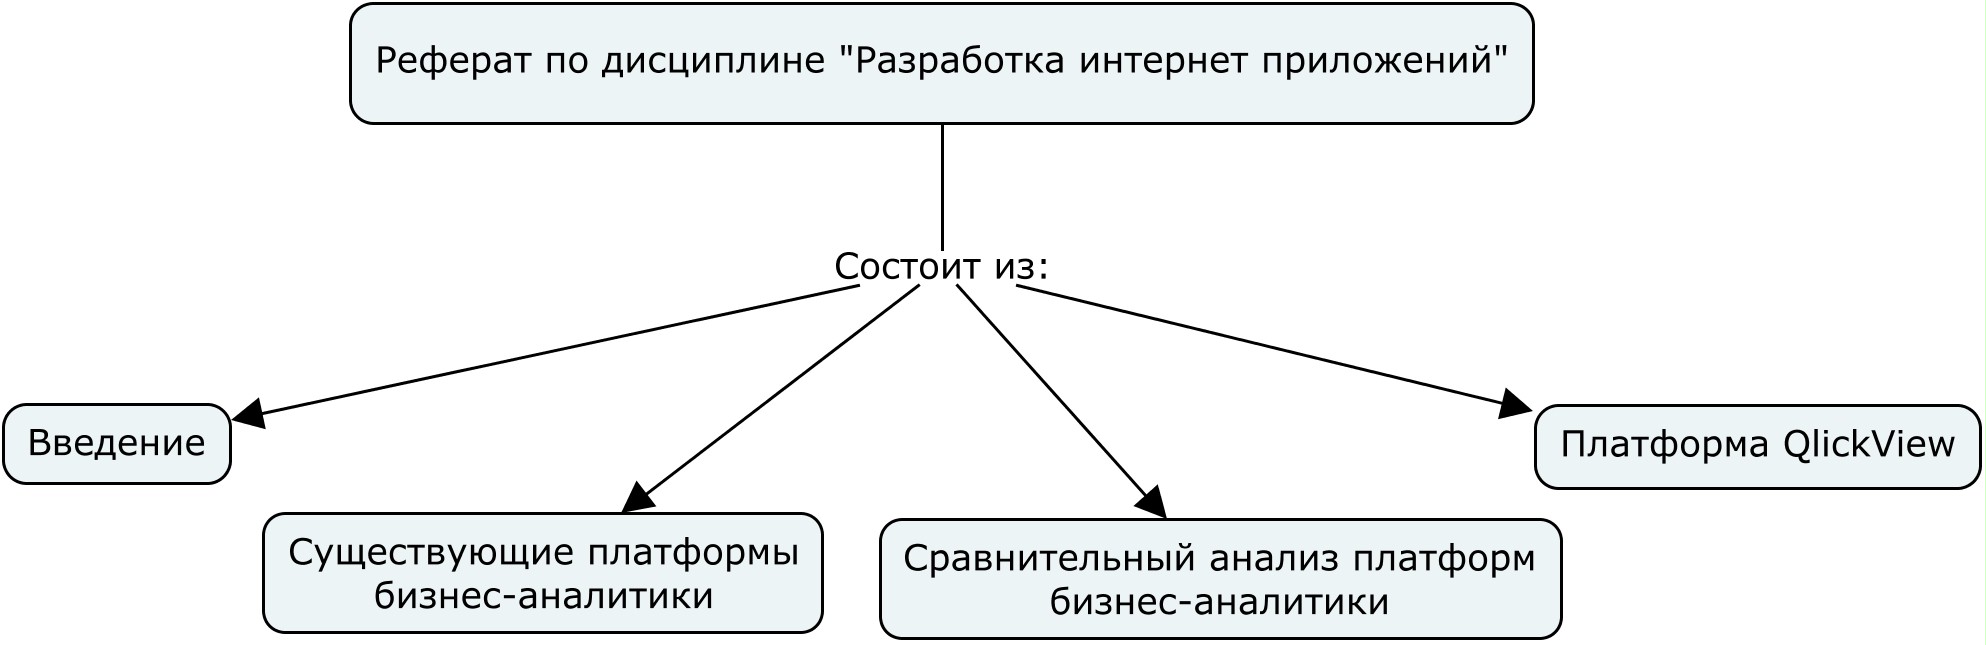 Реферат по дисциплине "Разработка интернет приложений"
Состоит из:
Введение
Платформа QlickView
Существующие платформы
бизнес-аналитики
Сравнительный анализ платформ
бизнес-аналитики